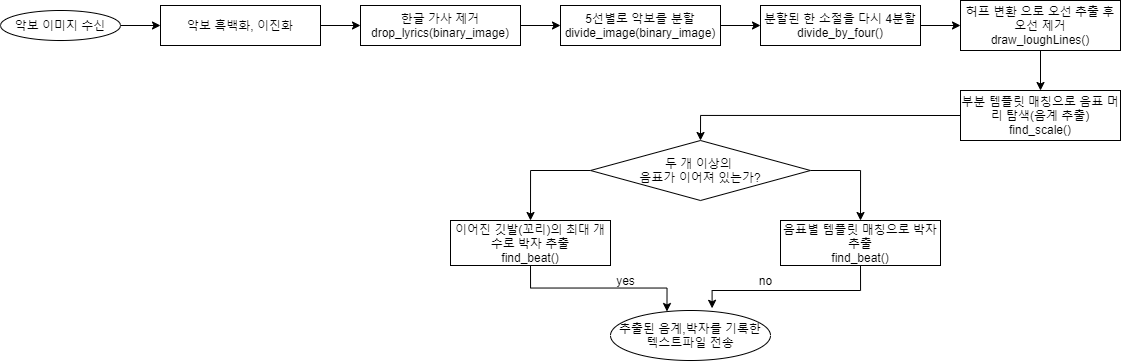 악보 이미지 수신
악보 흑백화, 이진화
한글 가사 제거
drop_lyrics(binary_image)
5선별로 악보를 분할
divide_image(binary_image)
분할된 한 소절을 다시 4분할
divide_by_four()
허프 변환 으로 오선 추출 후
오선 제거
draw_loughLines()
부분 템플릿 매칭으로 음표 머
리 탐색(음계 추출)
find_scale()
두 개 이상의
음표가 이어져 있는가?
이어진 깃발(꼬리)의 최대 개
수로 박자 추출
find_beat()
음표별 템플릿 매칭으로 박자
추출
find_beat()
yes
no
추출된 음계,박자를 기록한
텍스트파일 전송